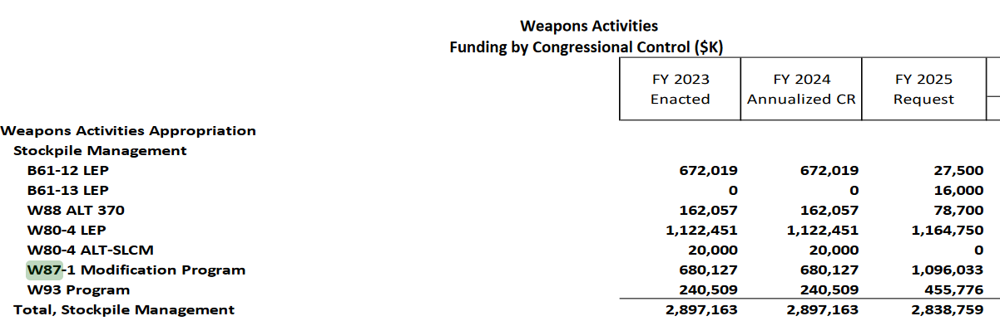 Weapons Activities
Funding by Congressional Control ($K)
FY 2023 FY 2024 FY 2025
Enacted Annualized CR Request
Weapons Activities Appropriation
Stockpile Management
B61-12 LEP 672,019 672,019 27,500
B61-13 LEP 0 0 16,000
W88 ALT 370 162,057 162,057 78,700
W80-4 LEP 1,122,451 1,122,451 1,164,750
W80-4 ALT-SLCM 20,000 20,000 0
W87-1 Modification Program 680,127 680,127 1,096,033
W93 Program 240,509 240,509 455,776
Total, Stockpile Management 2,897,163 2,897,163 2,838,759